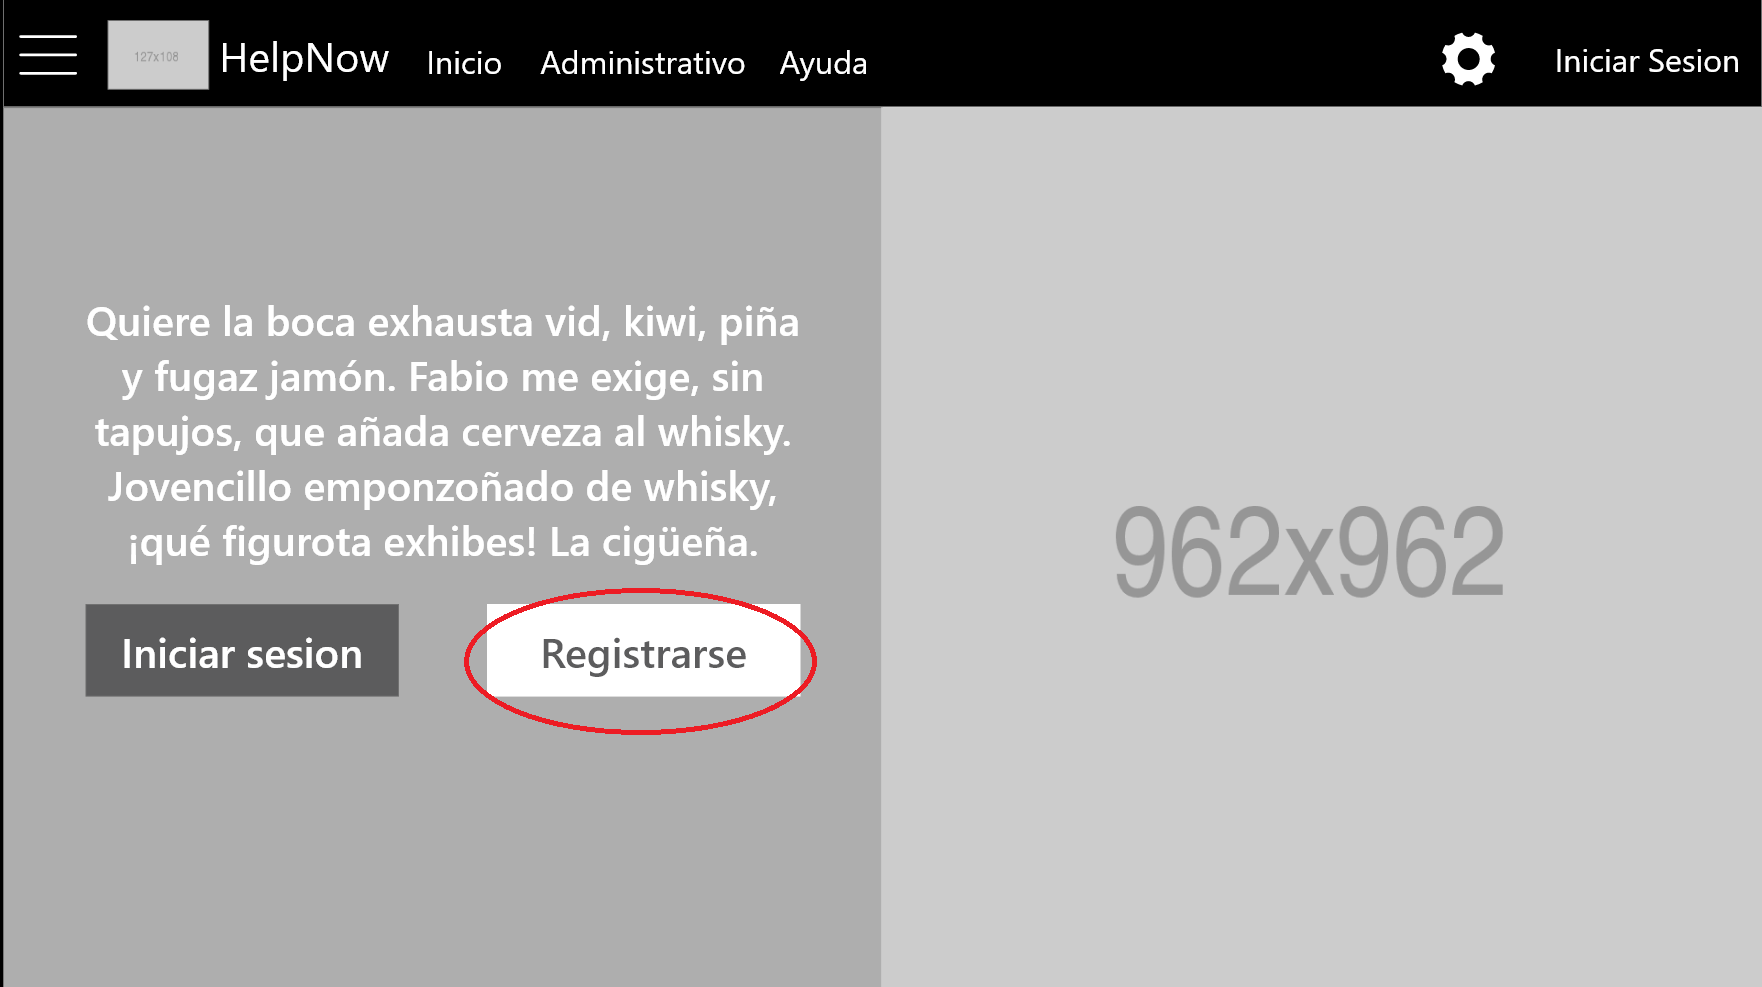 127x108
HelpNow
Inicio
Administrativo
Ayuda
Iniciar Sesion
Quiere la boca exhausta vid, kiwi, piña
y fugaz jamón. Fabio me exige, sin
tapujos, que añada cerveza al whisky.
Jovencillo emponzoñado de whisky,
¡qué figurota exhibes! La cigüeña.
Iniciar sesion
Registrarse
962x962